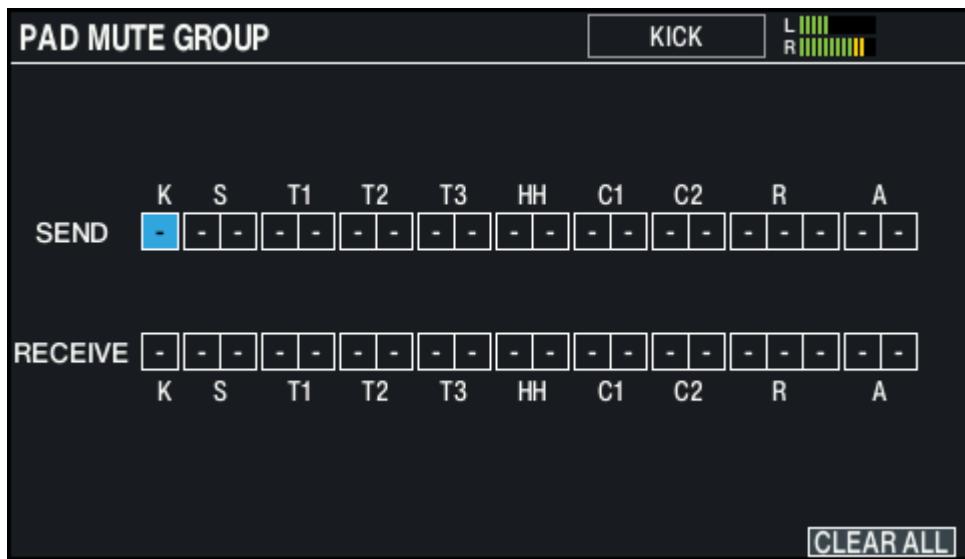 PAD MUTE GROUP KICK L
R
K S T1 T2 T3 HH C1 C2 R A
SEND - - - - - - - - - - - - - - - - - - - -
RECEIVE - - - - - - - - - - - - - - - - - - - -
K S T1 T2 T3 HH C1 C2 R A
CLEAR ALL